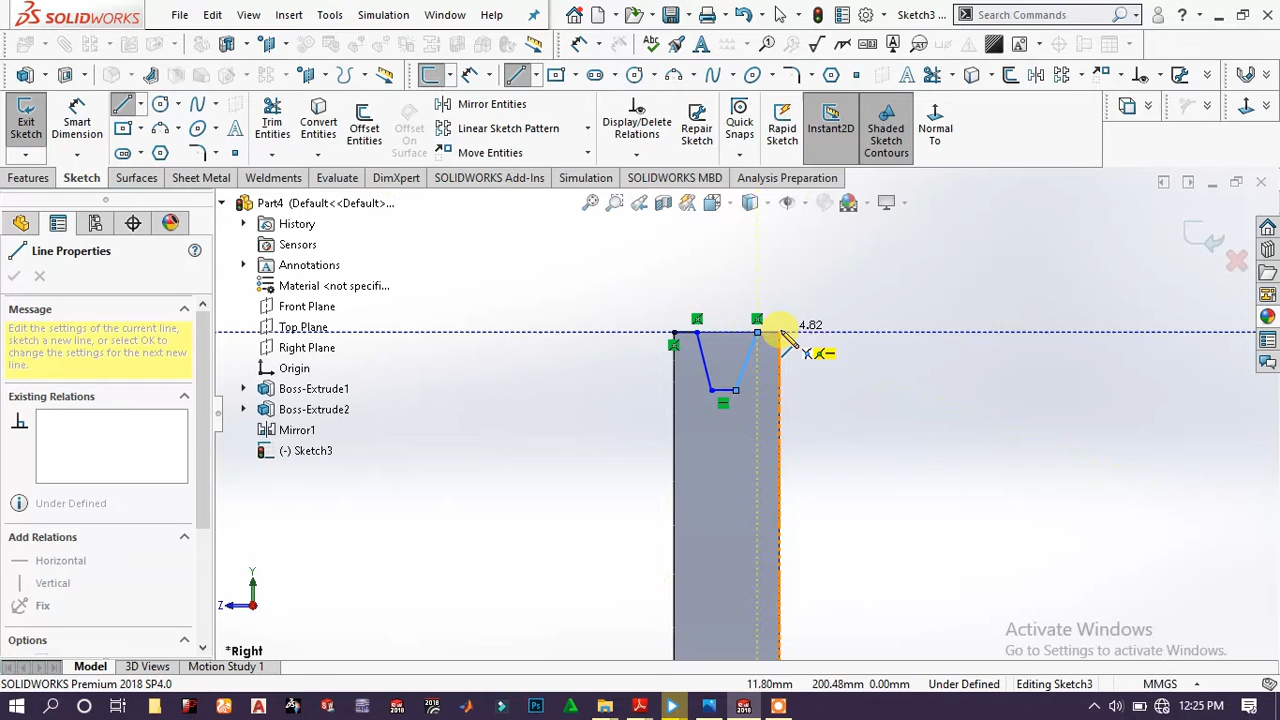 SOLIDWORKS File Edit View Insert Tools Simulation Window Help Sketch3 ... Search Commands ?
Exit Sketch
Smart Dimension
Trim Entities
Convert Entities
Offset Entities
Offset On Surface
Mirror Entities
Linear Sketch Pattern
Move Entities
Display/Delete Relations
Repair Sketch
Quick Snaps
Rapid Sketch
Instant2D
Shaded Sketch Contours
Normal To
Features Sketch Surfaces Sheet Metal Weldments Evaluate DimXpert SOLIDWORKS Add-Ins Simulation SOLIDWORKS MBD Analysis Preparation
Line Properties
Message
Edit the settings of the current line,
sketch a new line, or select OK to
change the settings for the next new
line.
Existing Relations
Under Defined
Add Relations
Horizontal
Vertical
Fix
Options
Part4 (Default<<Default>...
History
Sensors
Annotations
Material <not specifi...
Front Plane
Top Plane
Right Plane
Origin
Boss-Extrude1
Boss-Extrude2
Mirror1
(-) Sketch3
4.82
Y
Z
*Right
Activate Windows
Go to Settings to activate Windows.
Model 3D Views Motion Study 1
SOLIDWORKS Premium 2018 SP4.0 11.80mm 200.48mm 0.00mm Under Defined Editing Sketch3 MMGS
12:25 PM